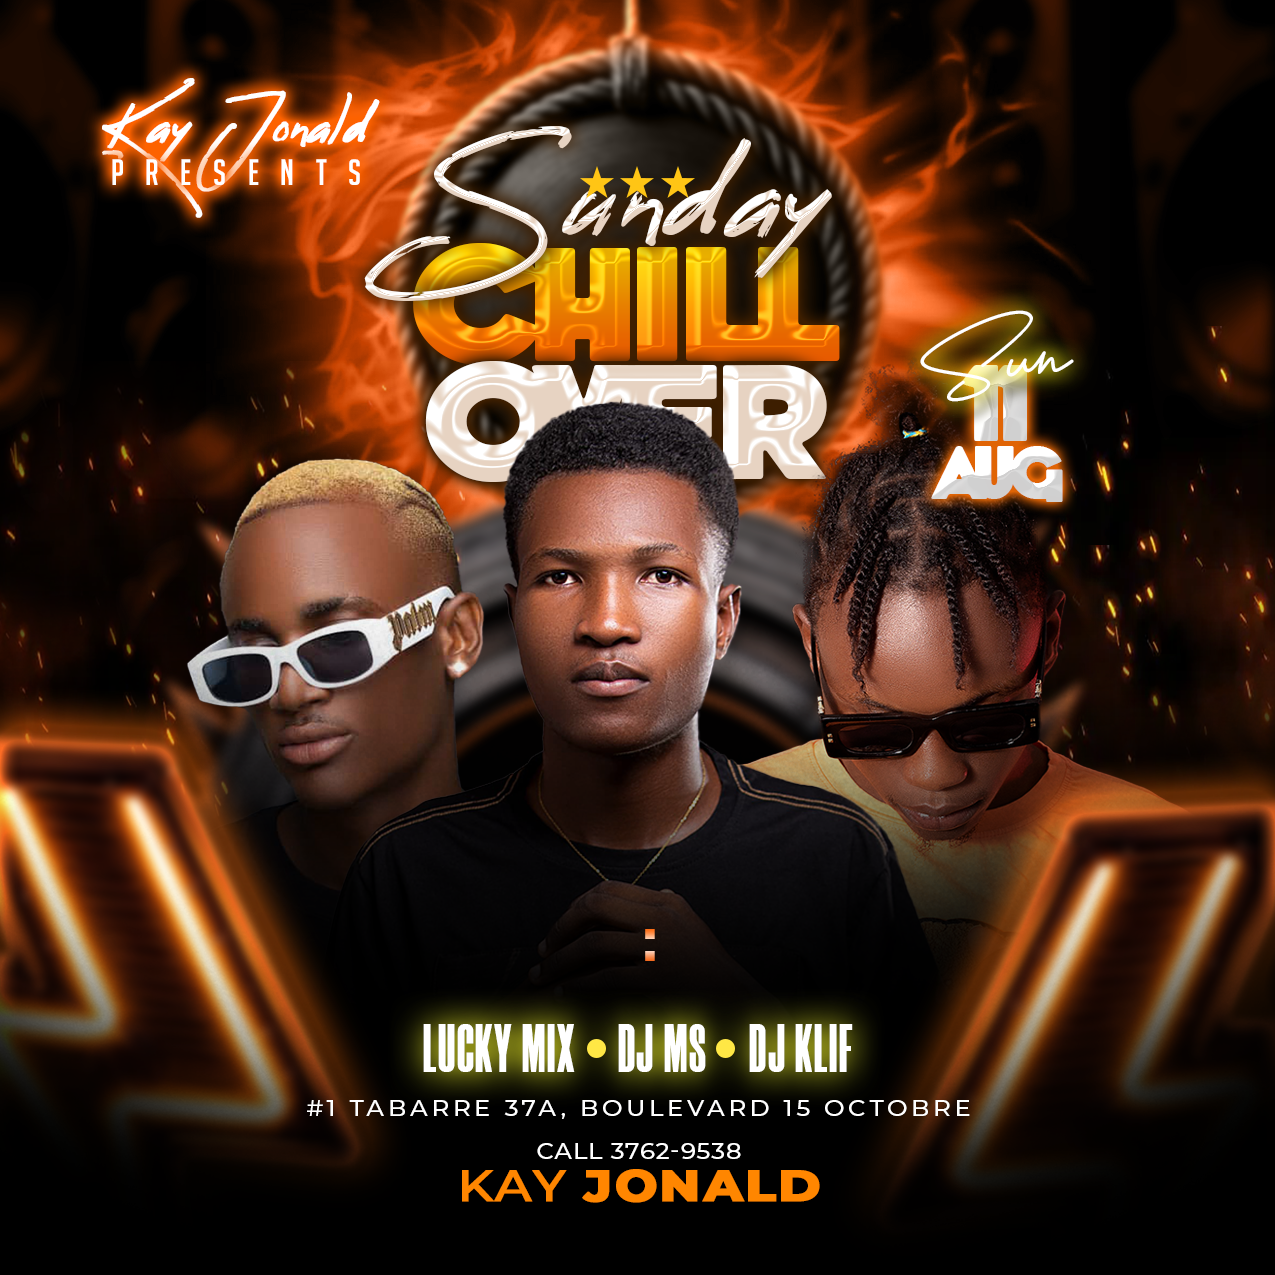 Kay Jonald
PRESENTS
Sunday
CHILL
OVER
Sun
11
AUG
Palm
:
LUCKY MIX • DJ MS • DJ KLIF
#1 TABARRE 37A, BOULEVARD 15 OCTOBRE
CALL 3762-9538
KAY JONALD